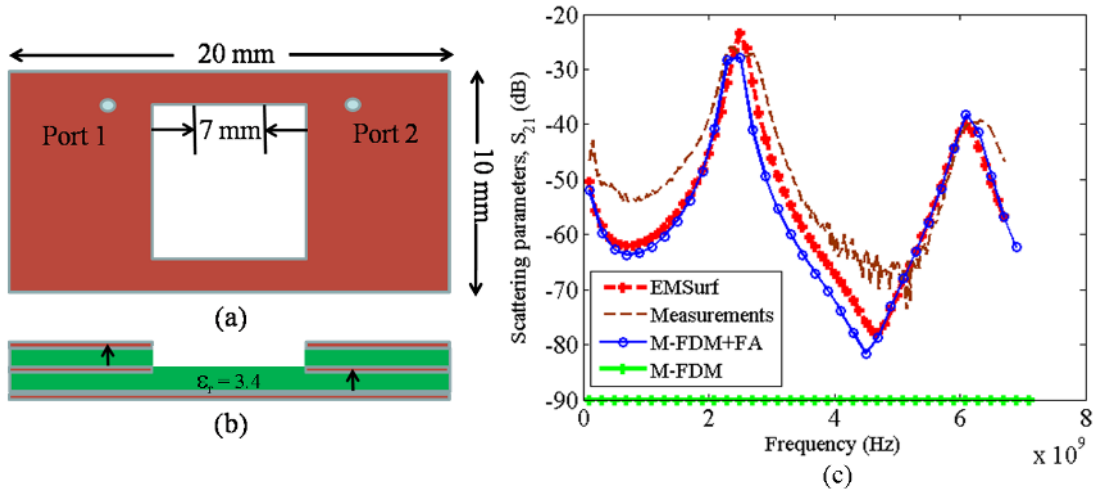 (a)
20 mm
Port 1
7 mm
Port 2
10 mm
(a)
εr = 3.4
(b)
Scattering parameters, S21 (dB)
-20
-30
-40
-50
-60
-70
-80
-90
EMSurf
Measurements
M-FDM+FA
M-FDM
0
2
4
6
8
Frequency (Hz)
x 10^9
(c)